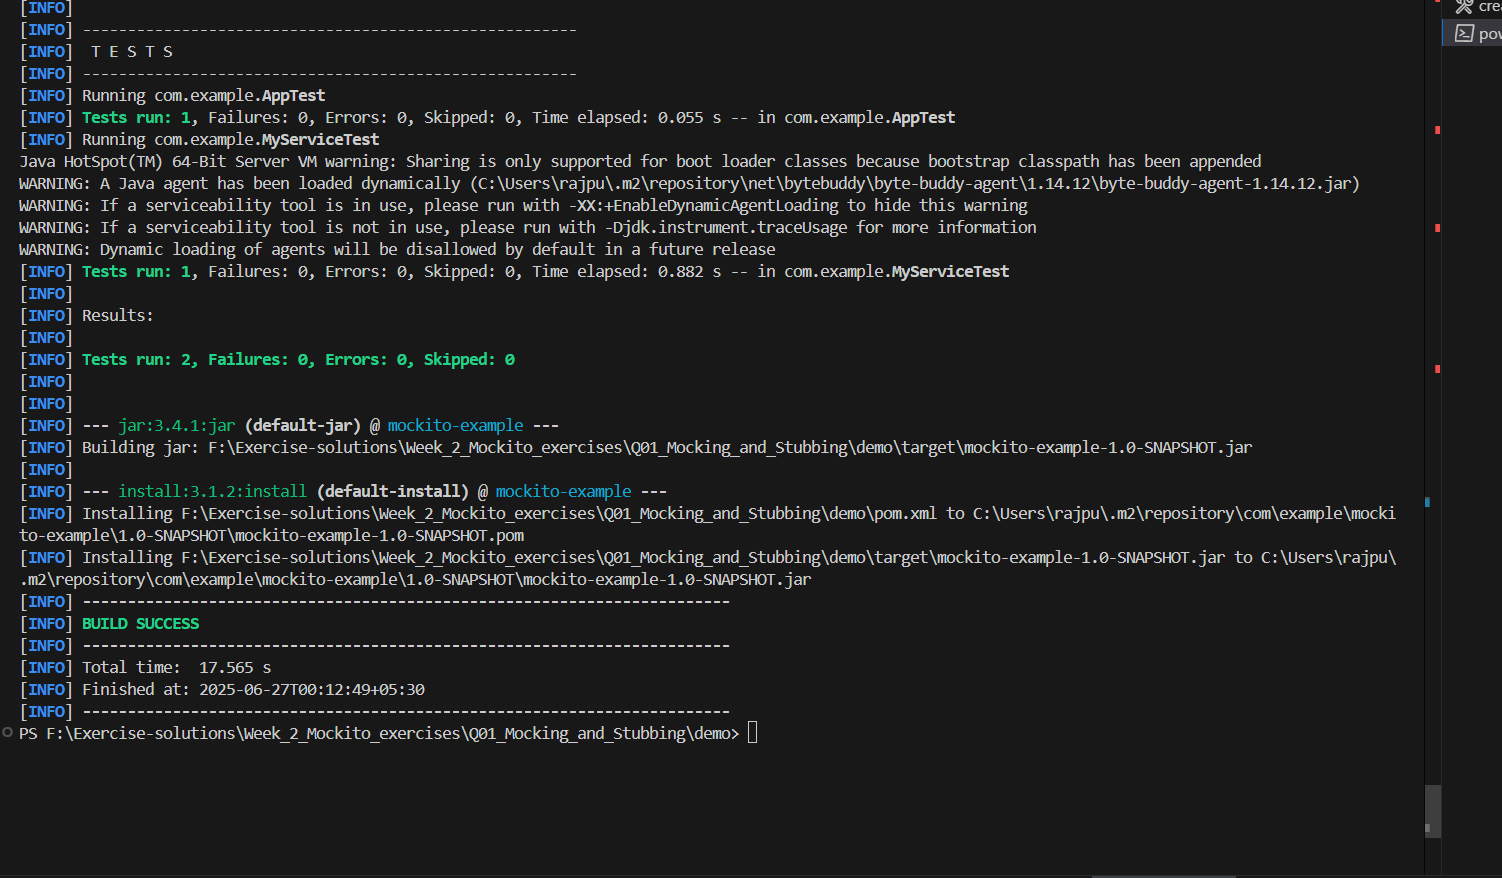 [INFO]
[INFO] -------------------------------------------------------
[INFO]  T E S T S
[INFO] -------------------------------------------------------
[INFO] Running com.example.AppTest
[INFO] Tests run: 1, Failures: 0, Errors: 0, Skipped: 0, Time elapsed: 0.055 s -- in com.example.AppTest
[INFO] Running com.example.MyServiceTest
Java HotSpot(TM) 64-Bit Server VM warning: Sharing is only supported for boot loader classes because bootstrap classpath has been appended
WARNING: A Java agent has been loaded dynamically (C:\Users\rajpu\.m2\repository\net\bytebuddy\byte-buddy-agent\1.14.12\byte-buddy-agent-1.14.12.jar)
WARNING: If a serviceability tool is in use, please run with -XX:+EnableDynamicAgentLoading to hide this warning
WARNING: If a serviceability tool is not in use, please run with -Djdk.instrument.traceUsage for more information
WARNING: Dynamic loading of agents will be disallowed by default in a future release
[INFO] Tests run: 1, Failures: 0, Errors: 0, Skipped: 0, Time elapsed: 0.882 s -- in com.example.MyServiceTest
[INFO]
[INFO] Results:
[INFO]
[INFO] Tests run: 2, Failures: 0, Errors: 0, Skipped: 0
[INFO]
[INFO]
[INFO] --- jar:3.4.1:jar (default-jar) @ mockito-example ---
[INFO] Building jar: F:\Exercise-solutions\Week_2_Mockito_exercises\Q01_Mocking_and_Stubbing\demo\target\mockito-example-1.0-SNAPSHOT.jar
[INFO]
[INFO] --- install:3.1.2:install (default-install) @ mockito-example ---
[INFO] Installing F:\Exercise-solutions\Week_2_Mockito_exercises\Q01_Mocking_and_Stubbing\demo\pom.xml to C:\Users\rajpu\.m2\repository\com\example\mocki
to-example\1.0-SNAPSHOT\mockito-example-1.0-SNAPSHOT.pom
[INFO] Installing F:\Exercise-solutions\Week_2_Mockito_exercises\Q01_Mocking_and_Stubbing\demo\target\mockito-example-1.0-SNAPSHOT.jar to C:\Users\rajpu\
.m2\repository\com\example\mockito-example\1.0-SNAPSHOT\mockito-example-1.0-SNAPSHOT.jar
[INFO] ------------------------------------------------------------------------
[INFO] BUILD SUCCESS
[INFO] ------------------------------------------------------------------------
[INFO] Total time:  17.565 s
[INFO] Finished at: 2025-06-27T00:12:49+05:30
[INFO] ------------------------------------------------------------------------
PS F:\Exercise-solutions\Week_2_Mockito_exercises\Q01_Mocking_and_Stubbing\demo>